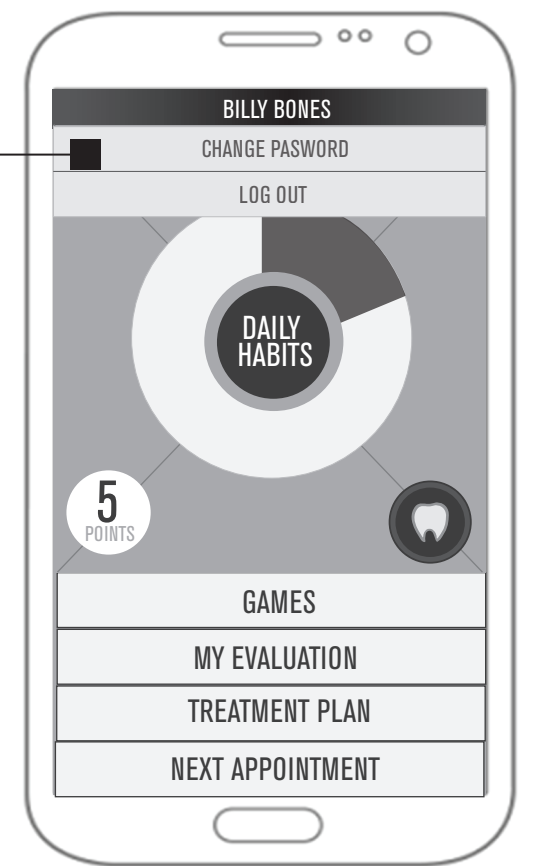 BILLY BONES
CHANGE PASWORD
LOG OUT
DAILY
HABITS
5
POINTS
GAMES
MY EVALUATION
TREATMENT PLAN
NEXT APPOINTMENT